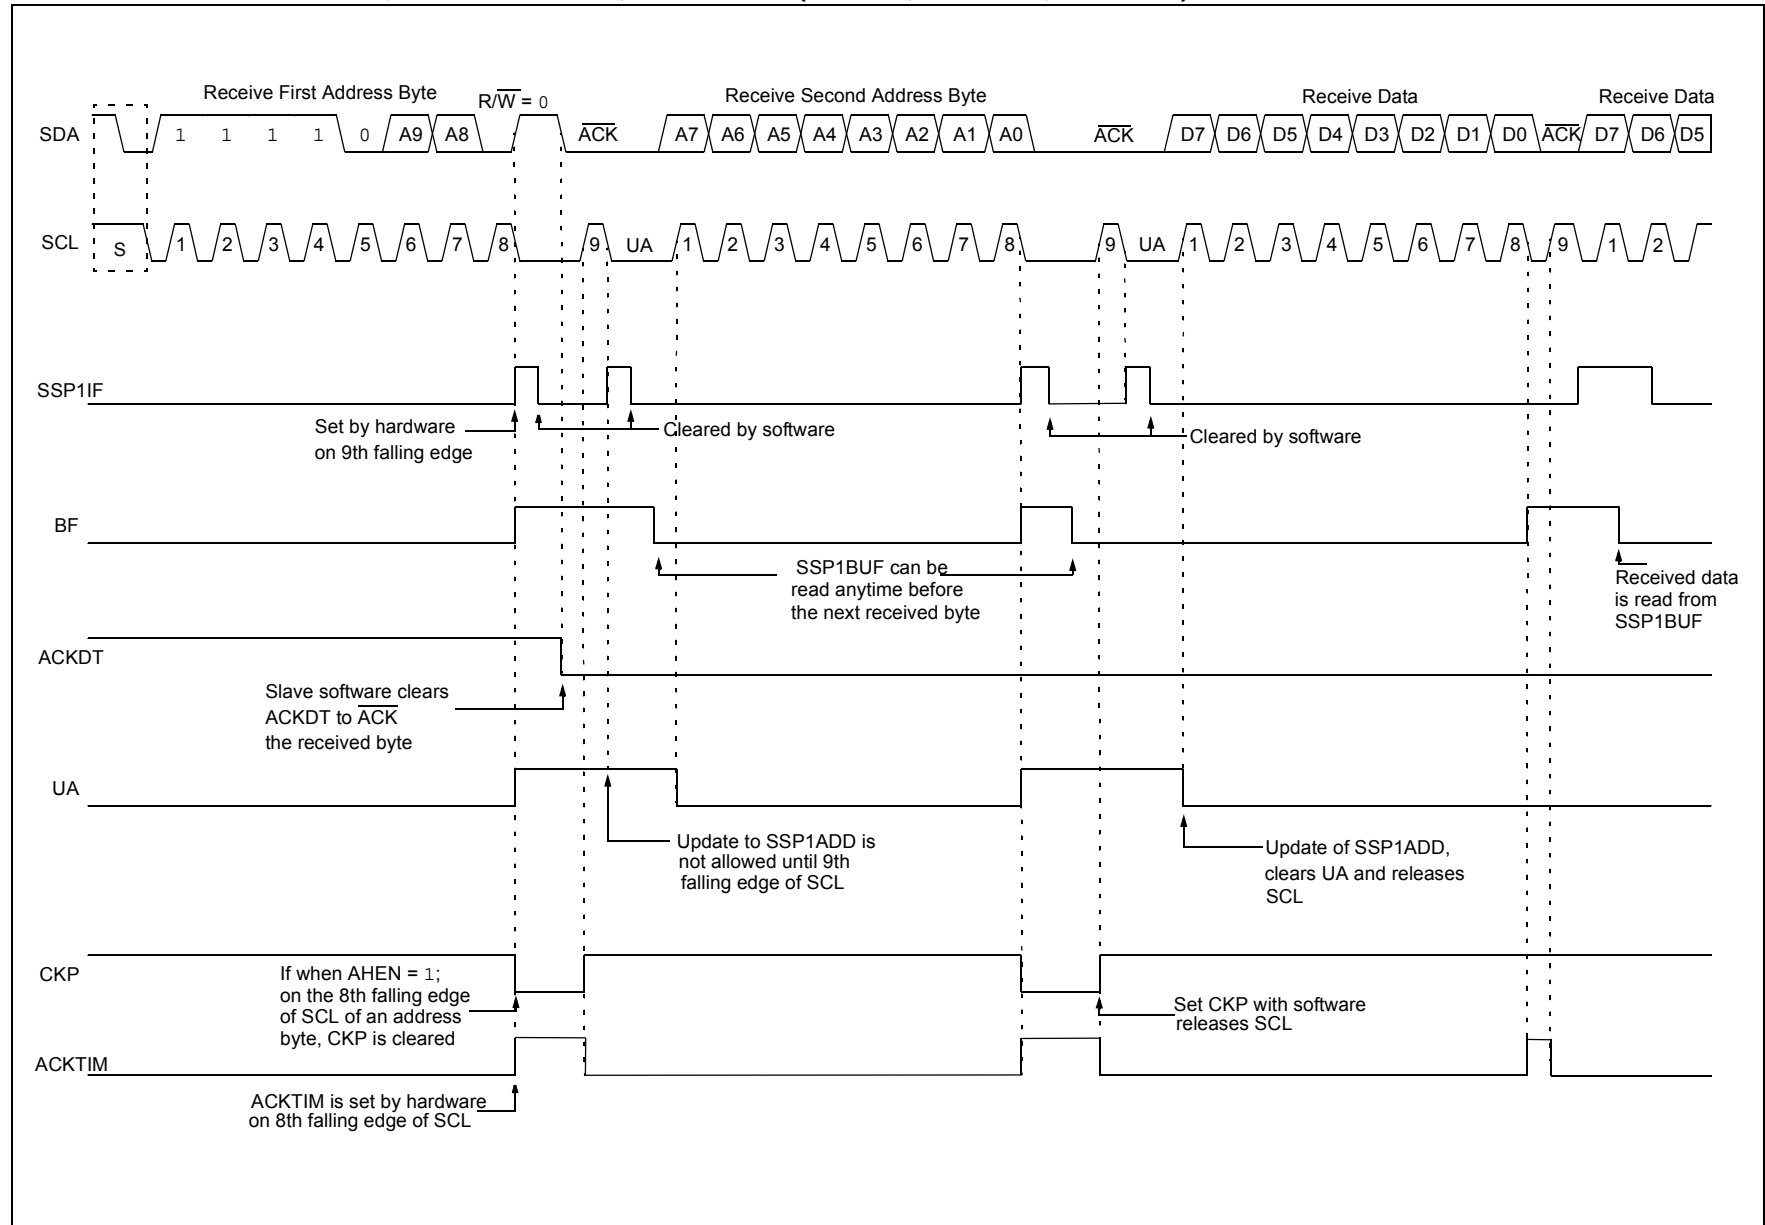 Receive First Address Byte
R/W = 0
Receive Second Address Byte
Receive Data
Receive Data
SDA
1 1 1 1 0 A9 A8 ACK A7 A6 A5 A4 A3 A2 A1 A0 ACK D7 D6 D5 D4 D3 D2 D1 D0 ACK D7 D6 D5
SCL
S 1 2 3 4 5 6 7 8 9 UA 1 2 3 4 5 6 7 8 9 UA 1 2 3 4 5 6 7 8 9 1 2
SSP1IF
Set by hardware
on 9th falling edge
Cleared by software
Cleared by software
BF
SSP1BUF can be
read anytime before
the next received byte
Received data
is read from
SSP1BUF
ACKDT
Slave software clears
ACKDT to ACK
the received byte
UA
Update to SSP1ADD is
not allowed until 9th
falling edge of SCL
Update of SSP1ADD,
clears UA and releases
SCL
CKP
If when AHEN = 1;
on the 8th falling edge
of SCL of an address
byte, CKP is cleared
Set CKP with software
releases SCL
ACKTIM
ACKTIM is set by hardware
on 8th falling edge of SCL